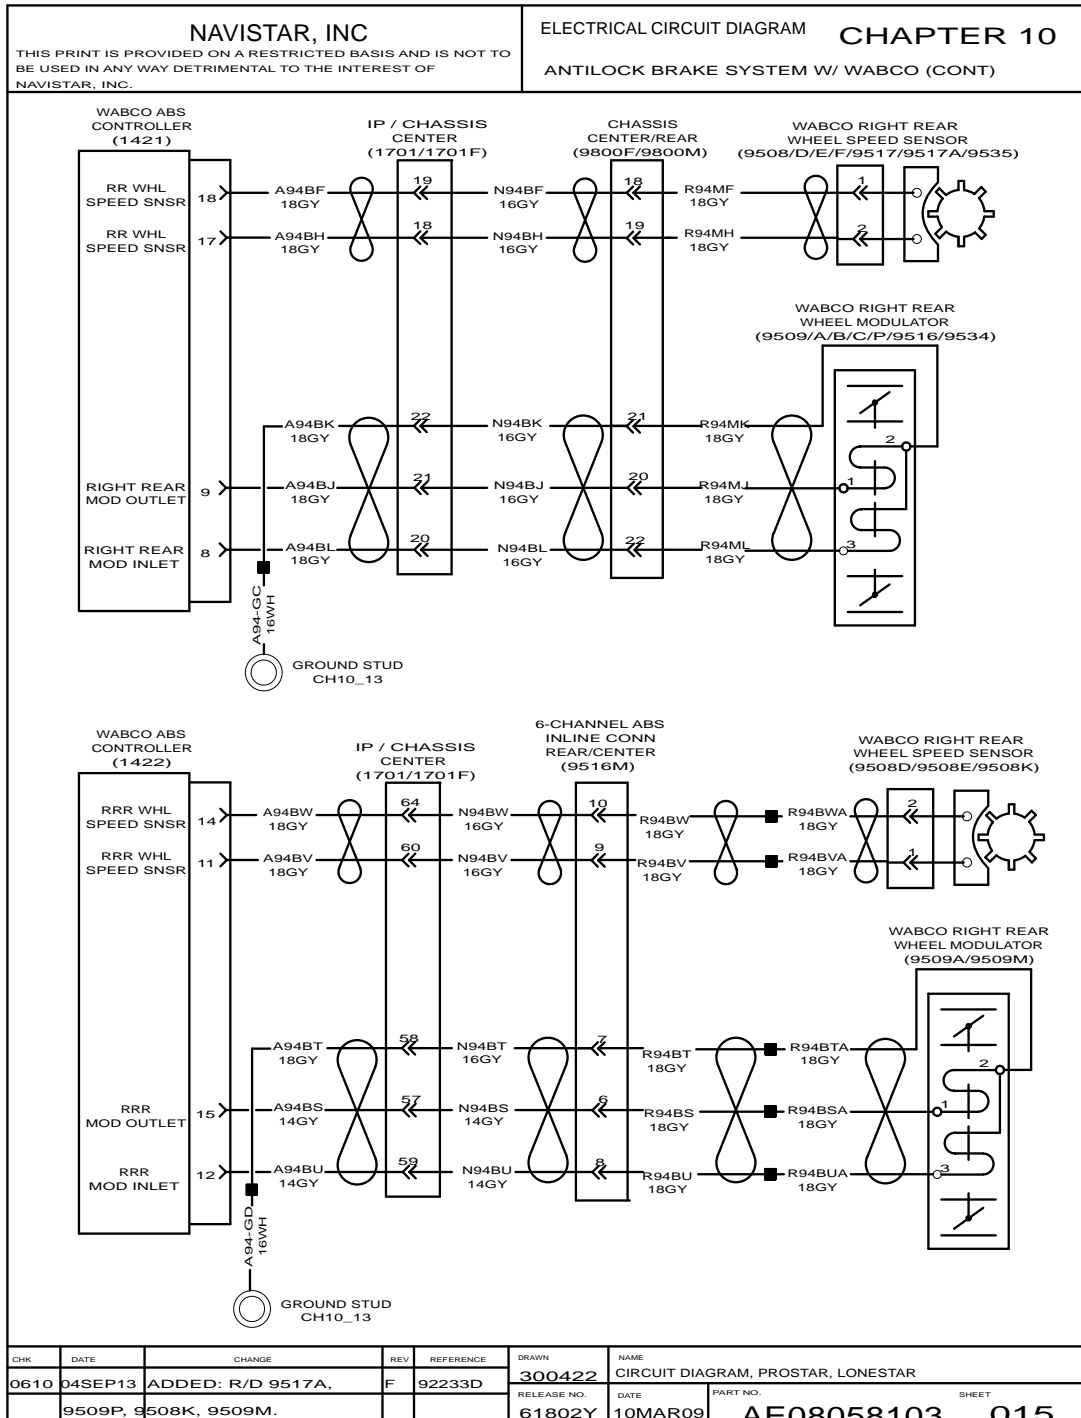 NAVISTAR, INC
THIS PRINT IS PROVIDED ON A RESTRICTED BASIS AND IS NOT TO
BE USED IN ANY WAY DETRIMENTAL TO THE INTEREST OF
NAVISTAR, INC.
ELECTRICAL CIRCUIT DIAGRAM CHAPTER 10
ANTILOCK BRAKE SYSTEM W/ WABCO (CONT)
WABCO ABS
CONTROLLER
(1421)
IP / CHASSIS
CENTER
(1701/1701F)
CHASSIS
CENTER/REAR
(9800F/9800M)
WABCO RIGHT REAR
WHEEL SPEED SENSOR
(9508/D/E/F/9517/9517A/9535)
RR WHL
SPEED SNSR
18
A94BF
18GY
19
N94BF
16GY
18
R94MF
18GY
1
RR WHL
SPEED SNSR
17
A94BH
18GY
18
N94BH
16GY
19
R94MH
18GY
2
WABCO RIGHT REAR
WHEEL MODULATOR
(9509/A/B/C/P/9516/9534)
A94BK
18GY
22
N94BK
16GY
21
R94MK
18GY
2
RIGHT REAR
MOD OUTLET
9
A94BJ
18GY
21
N94BJ
16GY
20
R94MJ
18GY
1
RIGHT REAR
MOD INLET
8
A94BL
18GY
20
N94BL
16GY
22
R94ML
18GY
3
A94-GC
16WH
GROUND STUD
CH10_13
WABCO ABS
CONTROLLER
(1422)
IP / CHASSIS
CENTER
(1701/1701F)
6-CHANNEL ABS
INLINE CONN
REAR/CENTER
(9516M)
WABCO RIGHT REAR
WHEEL SPEED SENSOR
(9508D/9508E/9508K)
RRR WHL
SPEED SNSR
14
A94BW
18GY
64
N94BW
16GY
10
R94BW
18GY
R94BWA
18GY
2
RRR WHL
SPEED SNSR
11
A94BV
18GY
60
N94BV
16GY
9
R94BV
18GY
R94BVA
18GY
1
WABCO RIGHT REAR
WHEEL MODULATOR
(9509A/9509M)
A94BT
18GY
58
N94BT
16GY
7
R94BT
18GY
R94BTA
18GY
2
RRR
MOD OUTLET
15
A94BS
14GY
57
N94BS
14GY
6
R94BS
18GY
R94BSA
18GY
1
RRR
MOD INLET
12
A94BU
14GY
59
N94BU
14GY
8
R94BU
18GY
R94BUA
18GY
3
A94-GD
16WH
GROUND STUD
CH10_13
CHK DATE CHANGE REV REFERENCE
0610 04SEP13 ADDED: R/D 9517A, F 92233D
9509P, 9508K, 9509M.
DRAWN
300422
NAME
CIRCUIT DIAGRAM, PROSTAR, LONESTAR
RELEASE NO.
61802Y
DATE
10MAR09
PART NO.
AE08058103
SHEET
015